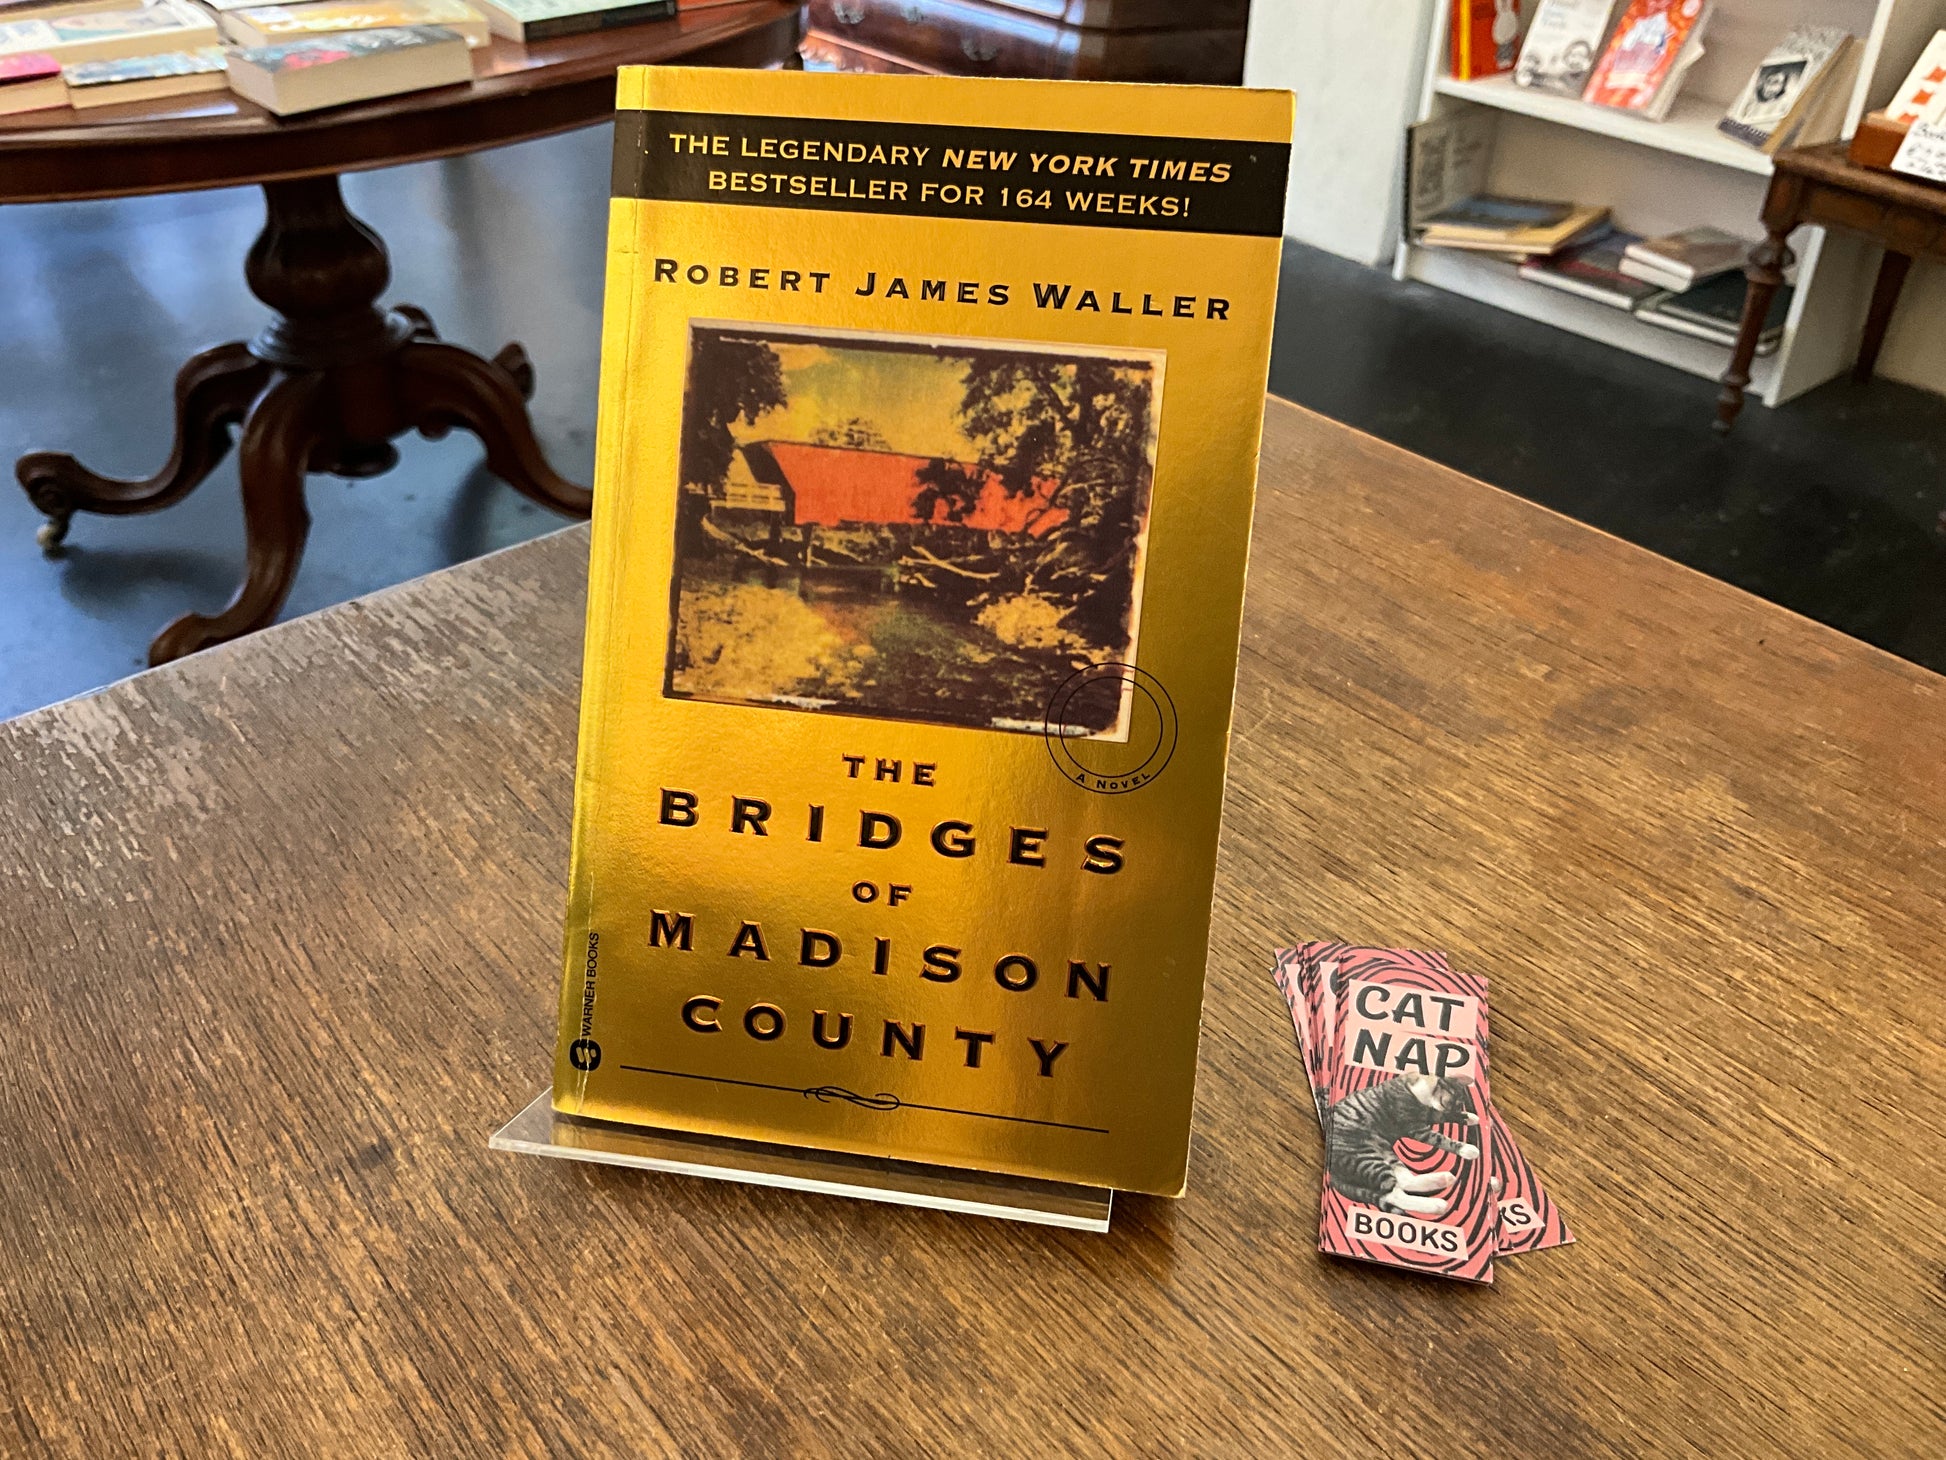 THE LEGENDARY NEW YORK TIMES
BESTSELLER FOR 164 WEEKS!
ROBERT JAMES WALLER
A NOVEL
THE
BRIDGES
OF
MADISON
COUNTY
WARNER BOOKS
CAT
NAP
BOOKS
KS